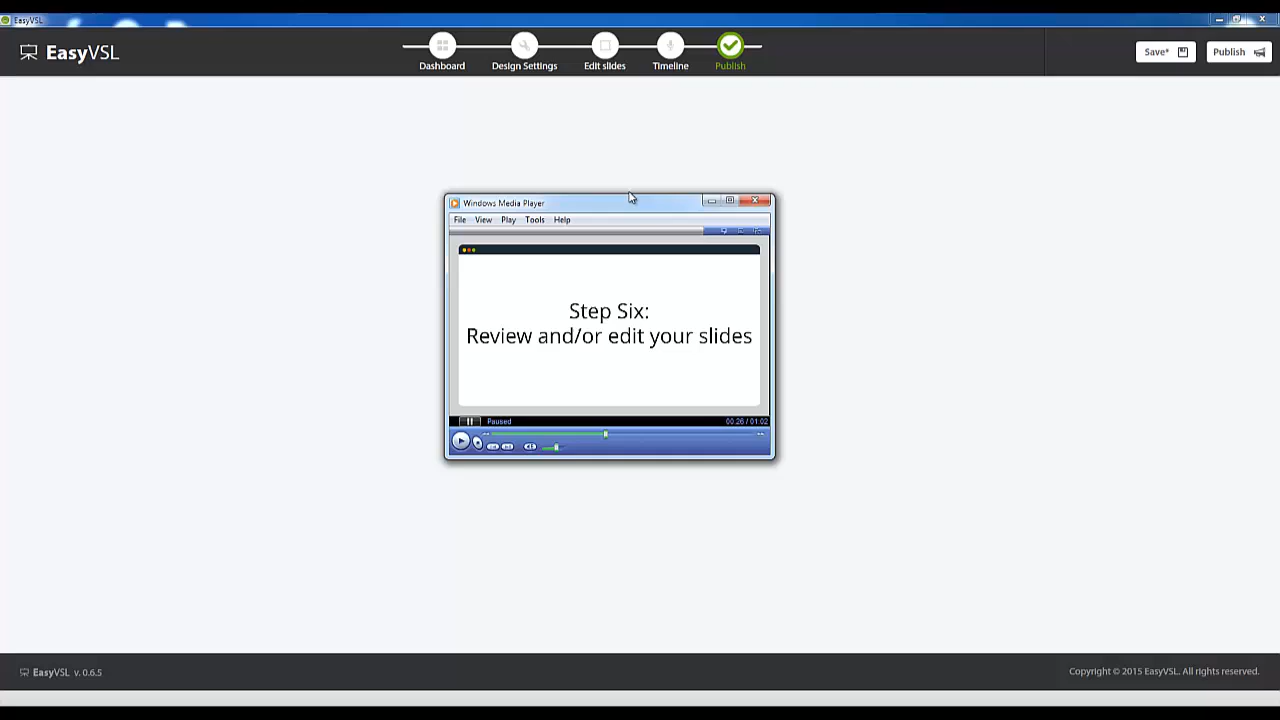 EasyVSL
EasyVSL
Dashboard
Design Settings
Edit slides
Timeline
Publish
Save*
Publish
Windows Media Player
File View Play Tools Help
Step Six:
Review and/or edit your slides
Paused
00:26 / 01:02
EasyVSL v. 0.6.5
Copyright © 2015 EasyVSL. All rights reserved.